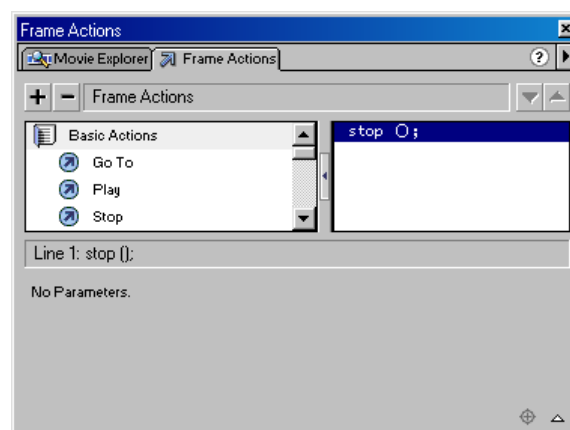 Frame Actions
Movie Explorer Frame Actions ?
+ − Frame Actions
Basic Actions
Go To
Play
Stop
stop ();
Line 1: stop ();
No Parameters.